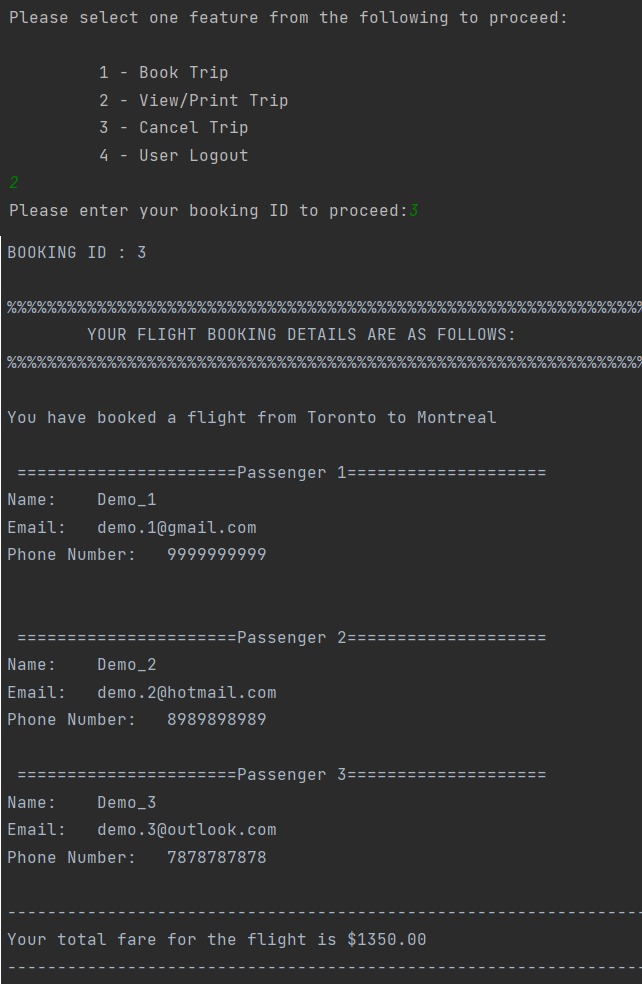 Please select one feature from the following to proceed:
1 - Book Trip
2 - View/Print Trip
3 - Cancel Trip
4 - User Logout
2
Please enter your booking ID to proceed:3
BOOKING ID : 3
%%%%%%%%%%%%%%%%%%%%%%%%%%%%%%%%%%%%%%%%%%%%%%%%%%%%%%%%%%%%%%%%
YOUR FLIGHT BOOKING DETAILS ARE AS FOLLOWS:
%%%%%%%%%%%%%%%%%%%%%%%%%%%%%%%%%%%%%%%%%%%%%%%%%%%%%%%%%%%%%%%%
You have booked a flight from Toronto to Montreal
======================Passenger 1====================
Name:    Demo_1
Email:   demo.1@gmail.com
Phone Number:   9999999999
======================Passenger 2====================
Name:    Demo_2
Email:   demo.2@hotmail.com
Phone Number:   8989898989
======================Passenger 3====================
Name:    Demo_3
Email:   demo.3@outlook.com
Phone Number:   7878787878
----------------------------------------------------------------
Your total fare for the flight is $1350.00
----------------------------------------------------------------